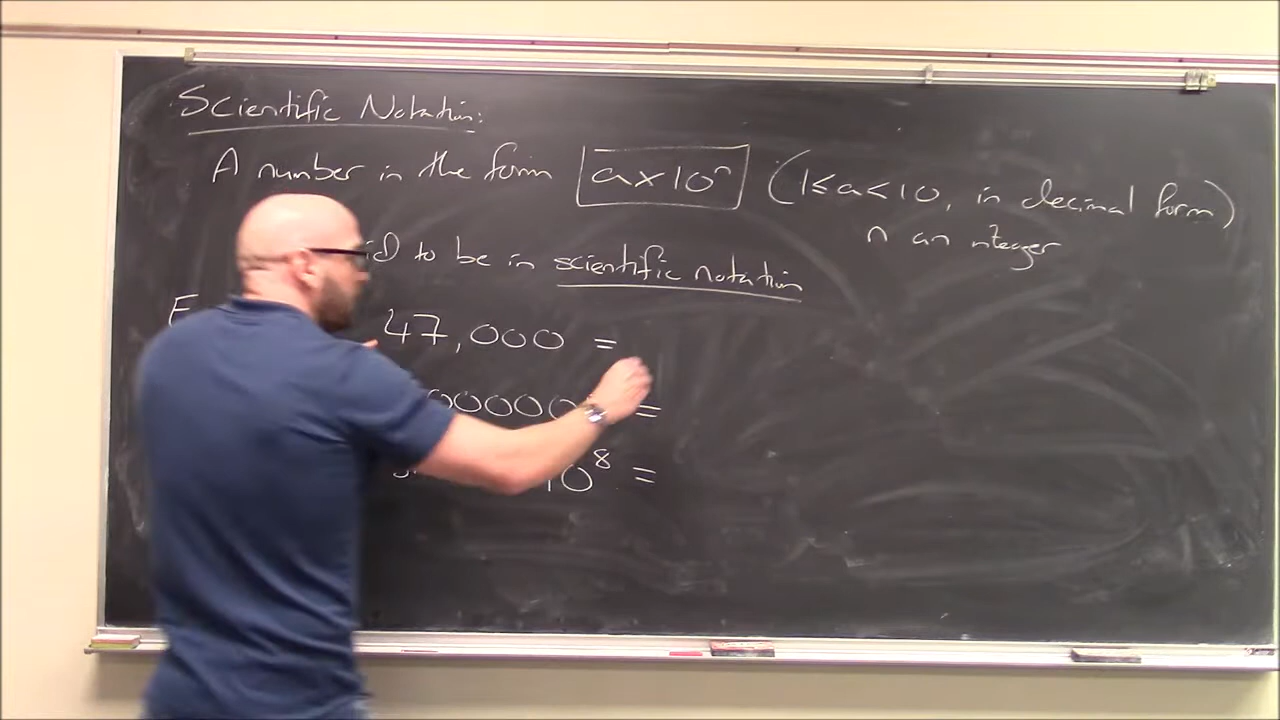 Scientific Notation:
A number in the form a×10ⁿ (1≤a<10, in decimal form)
n an integer
to be in scientific notation
47,000 =
00000 =
10⁸ =